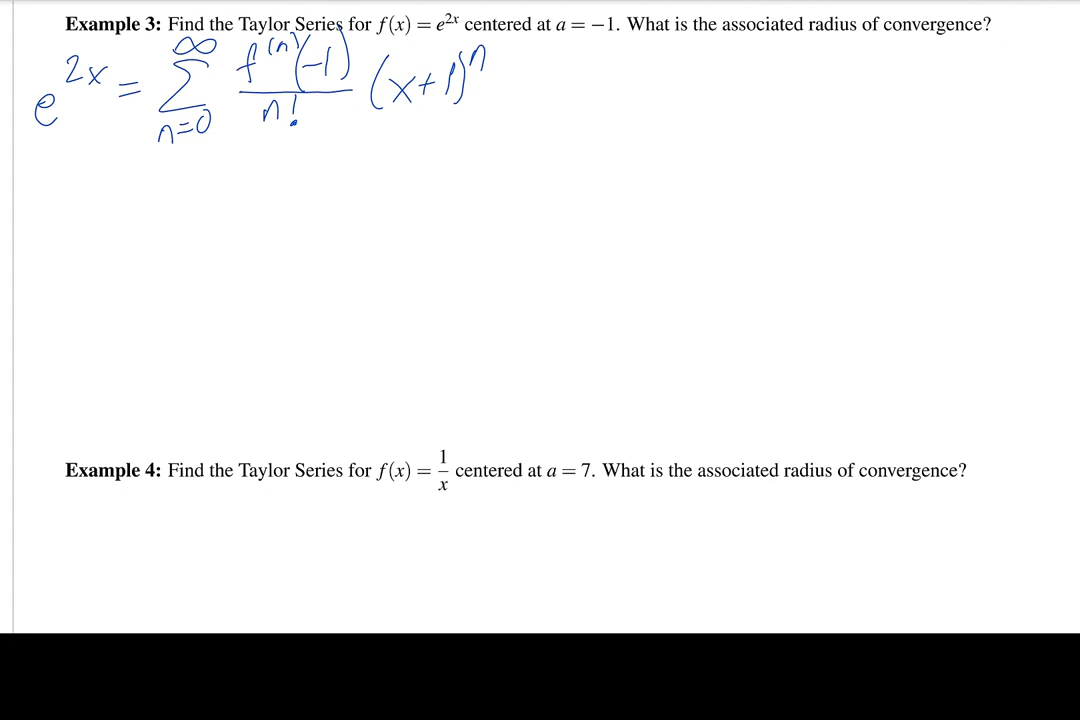 Example 3: Find the Taylor Series for f(x) = e^{2x} centered at a = −1. What is the associated radius of convergence?
e^{2x} = ∑_{n=0}^{∞} \frac{f^{(n)}(-1)}{n!} (x+1)^n
Example 4: Find the Taylor Series for f(x) = \frac{1}{x} centered at a = 7. What is the associated radius of convergence?